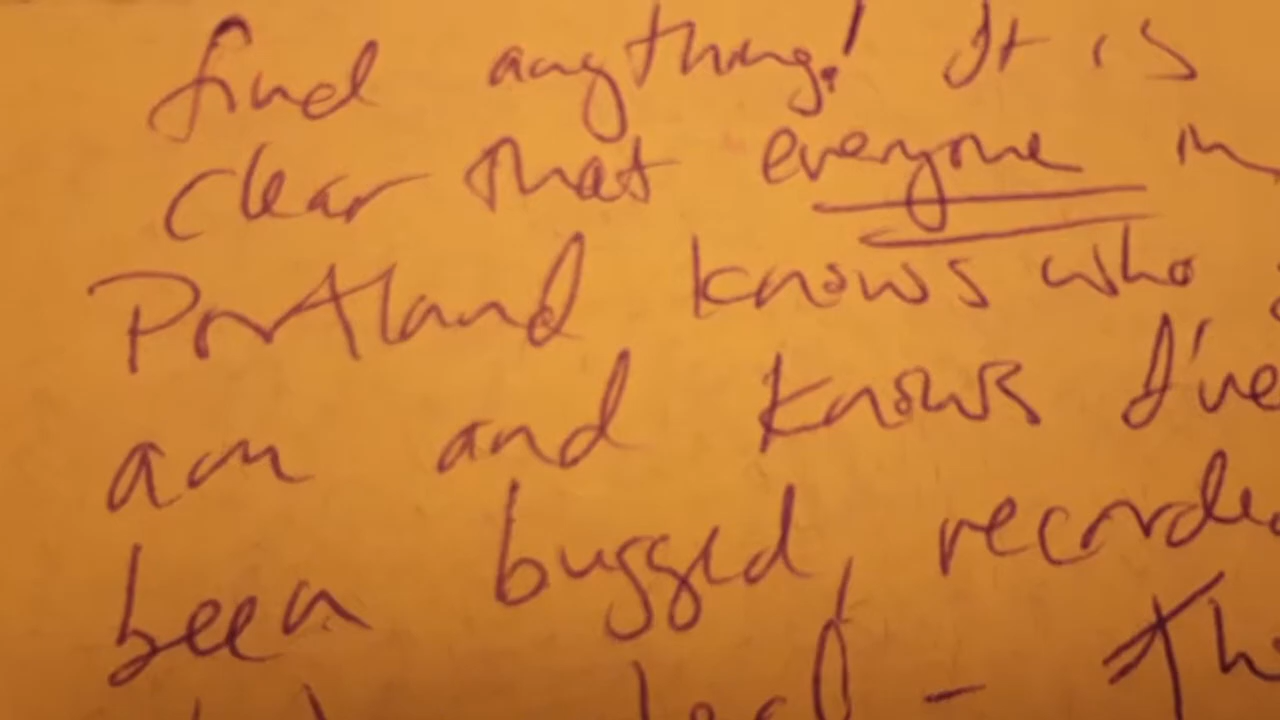 find anything! It is
clear that everyone in
Portland knows who
am and knows I've
been bugged, recorded